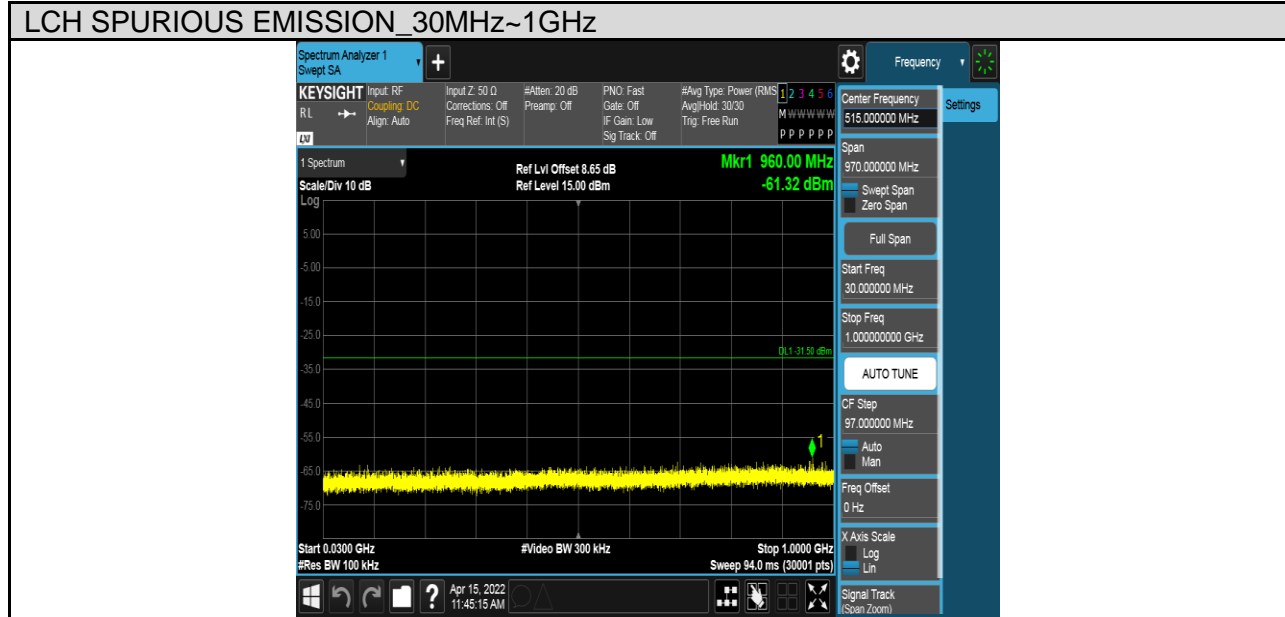 LCH SPURIOUS EMISSION_30MHz~1GHz
Spectrum Analyzer 1
Swept SA
+
Frequency
KEYSIGHT
RL
LXI
Input: RF
Coupling: DC
Align: Auto
Input Z: 50 Ω
Corrections: Off
Freq Ref: Int (S)
#Atten: 20 dB
Preamp: Off
PNO: Fast
Gate: Off
IF Gain: Low
Sig Track: Off
#Avg Type: Power (RMS
Avg|Hold: 30/30
Trig: Free Run
1 2 3 4 5 6
M W W W W W
P P P P P P
Center Frequency
515.000000 MHz
Settings
Span
970.000000 MHz
Swept Span
Zero Span
Full Span
Start Freq
30.000000 MHz
Stop Freq
1.000000000 GHz
AUTO TUNE
CF Step
97.000000 MHz
Auto
Man
Freq Offset
0 Hz
X Axis Scale
Log
Lin
Signal Track
(Span Zoom)
1 Spectrum
Scale/Div 10 dB
Log
Ref Lvl Offset 8.65 dB
Ref Level 15.00 dBm
Mkr1 960.00 MHz
-61.32 dBm
5.00
-5.00
-15.0
-25.0
DL1 -31.50 dBm
-35.0
-45.0
-55.0
1
-65.0
-75.0
Start 0.0300 GHz
#Res BW 100 kHz
#Video BW 300 kHz
Stop 1.0000 GHz
Sweep 94.0 ms (30001 pts)
?
Apr 15, 2022
11:45:15 AM